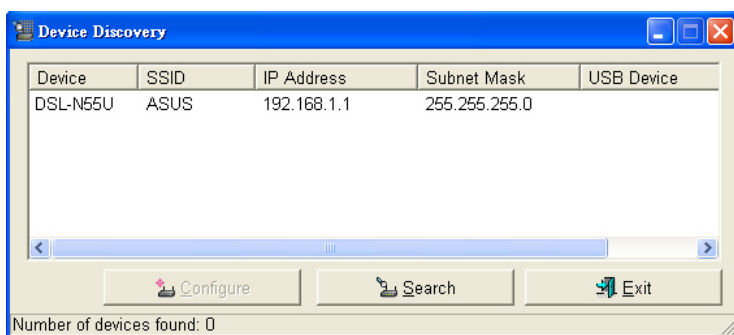 Device Discovery
Device SSID IP Address Subnet Mask USB Device
DSL-N55U ASUS 192.168.1.1 255.255.255.0
Configure Search Exit
Number of devices found: 0